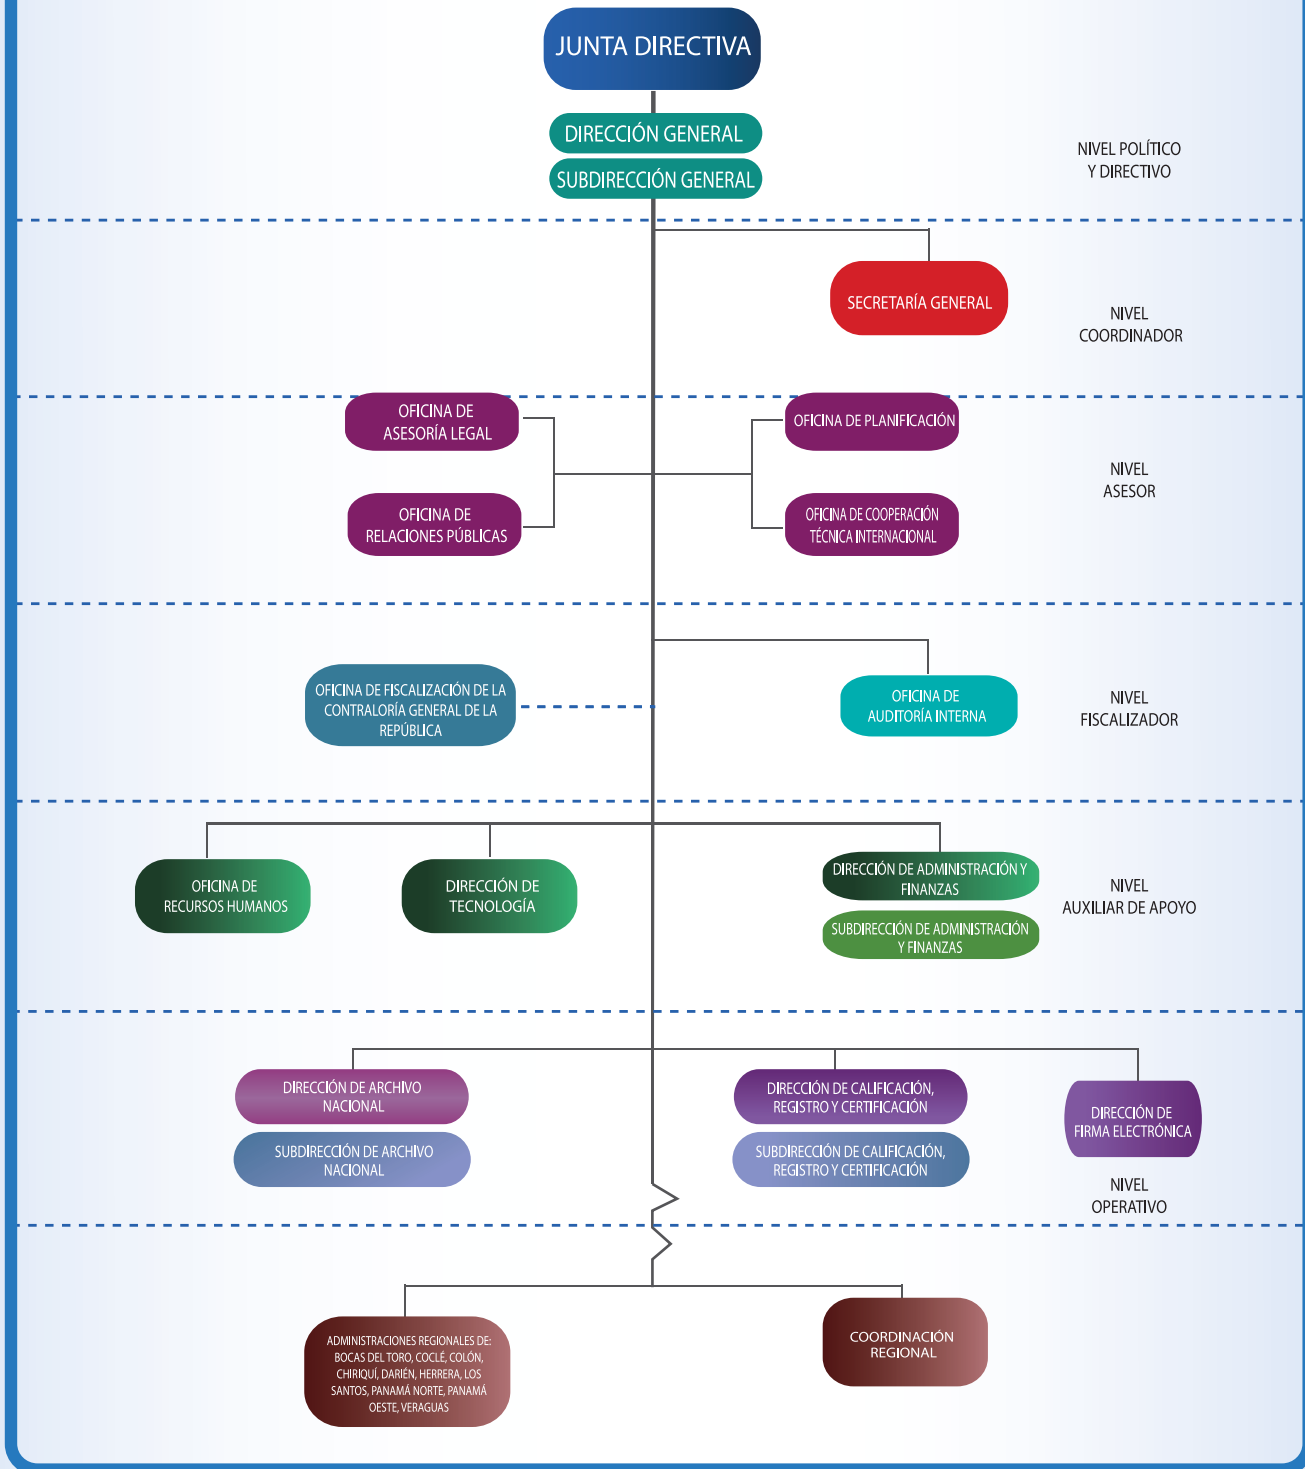 JUNTA DIRECTIVA
DIRECCIÓN GENERAL
SUBDIRECCIÓN GENERAL
NIVEL POLÍTICO
Y DIRECTIVO
SECRETARÍA GENERAL
NIVEL
COORDINADOR
OFICINA DE
ASESORÍA LEGAL
OFICINA DE PLANIFICACIÓN
OFICINA DE
RELACIONES PÚBLICAS
OFICINA DE COOPERACIÓN
TÉCNICA INTERNACIONAL
NIVEL
ASESOR
OFICINA DE FISCALIZACIÓN DE LA
CONTRALORÍA GENERAL DE LA
REPÚBLICA
OFICINA DE
AUDITORÍA INTERNA
NIVEL
FISCALIZADOR
OFICINA DE
RECURSOS HUMANOS
DIRECCIÓN DE
TECNOLOGÍA
DIRECCIÓN DE ADMINISTRACIÓN Y
FINANZAS
SUBDIRECCIÓN DE ADMINISTRACIÓN
Y FINANZAS
NIVEL
AUXILIAR DE APOYO
DIRECCIÓN DE ARCHIVO
NACIONAL
SUBDIRECCIÓN DE ARCHIVO
NACIONAL
DIRECCIÓN DE CALIFICACIÓN,
REGISTRO Y CERTIFICACIÓN
SUBDIRECCIÓN DE CALIFICACIÓN,
REGISTRO Y CERTIFICACIÓN
DIRECCIÓN DE
FIRMA ELECTRÓNICA
NIVEL
OPERATIVO
ADMINISTRACIONES REGIONALES DE:
BOCAS DEL TORO, COCLÉ, COLÓN,
CHIRIQUÍ, DARIÉN, HERRERA, LOS
SANTOS, PANAMÁ NORTE, PANAMÁ
OESTE, VERAGUAS
COORDINACIÓN
REGIONAL